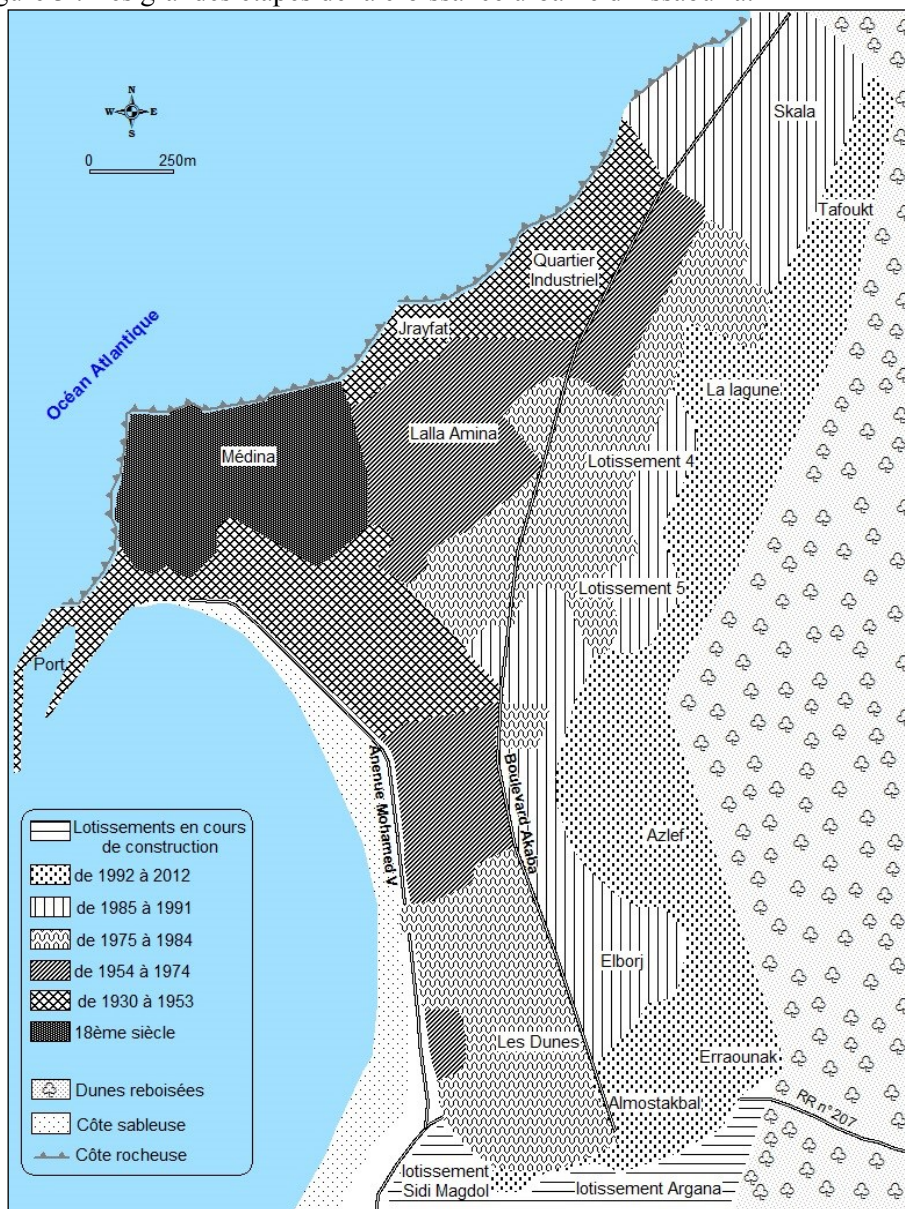 N
W E
S
0 250m
Skala
Tafoukt
Quartier
Industriel
Jrayfat
Océan Atlantique
La lagune
Lalla Amina
Médina
Lotissement 4
Lotissement 5
Port
Anenue Mohamed V
Boulevard Akaba
Azlef
Elborj
Les Dunes
Erraounak
Almostakbal
RR n°207
lotissement
Sidi Magdol
lotissement Argana
Lotissements en cours
de construction
de 1992 à 2012
de 1985 à 1991
de 1975 à 1984
de 1954 à 1974
de 1930 à 1953
18ème siècle
Dunes reboisées
Côte sableuse
Côte rocheuse